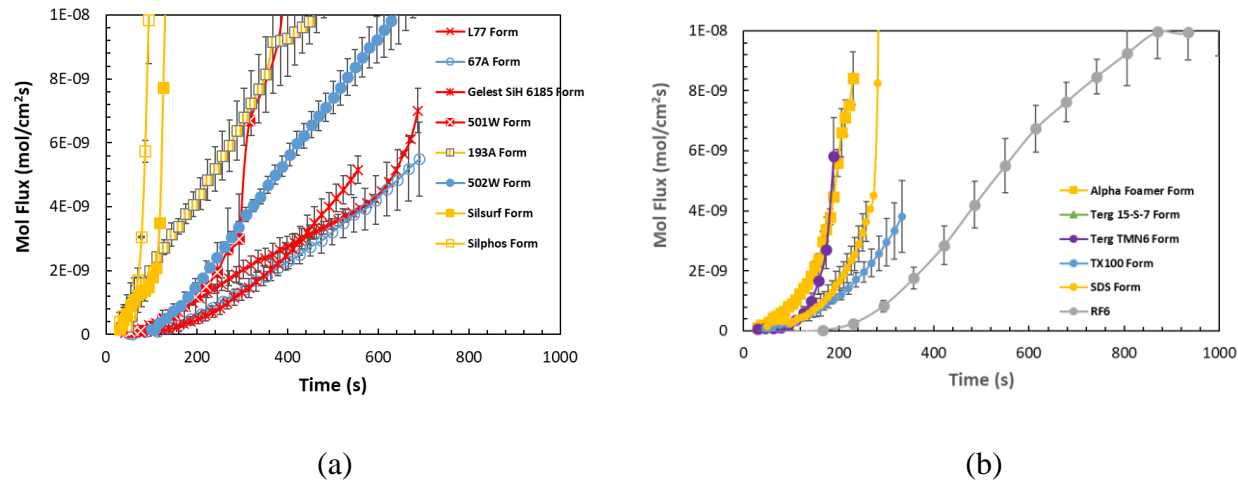 1E-08
8E-09
6E-09
4E-09
2E-09
0
0 200 400 600 800 1000
Mol Flux (mol/cm²s)
Time (s)
L77 Form
67A Form
Gelest SiH 6185 Form
501W Form
193A Form
502W Form
Silsurf Form
Silphos Form
(a)
1E-08
8E-09
6E-09
4E-09
2E-09
0
0 200 400 600 800 1000
Mol Flux (mol/cm²s)
Time (s)
Alpha Foamer Form
Terg 15-S-7 Form
Terg TMN6 Form
TX100 Form
SDS Form
RF6
(b)